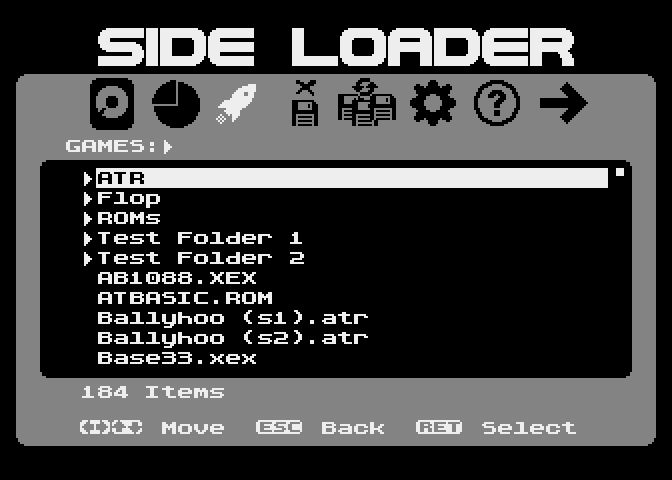 SIDE LOADER
?
GAMES:
ATR
Flop
ROMs
Test Folder 1
Test Folder 2
AB1088.XEX
ATBASIC.ROM
Ballyhoo (s1).atr
Ballyhoo (s2).atr
Base33.xex
184 Items
Move ESC Back RET Select